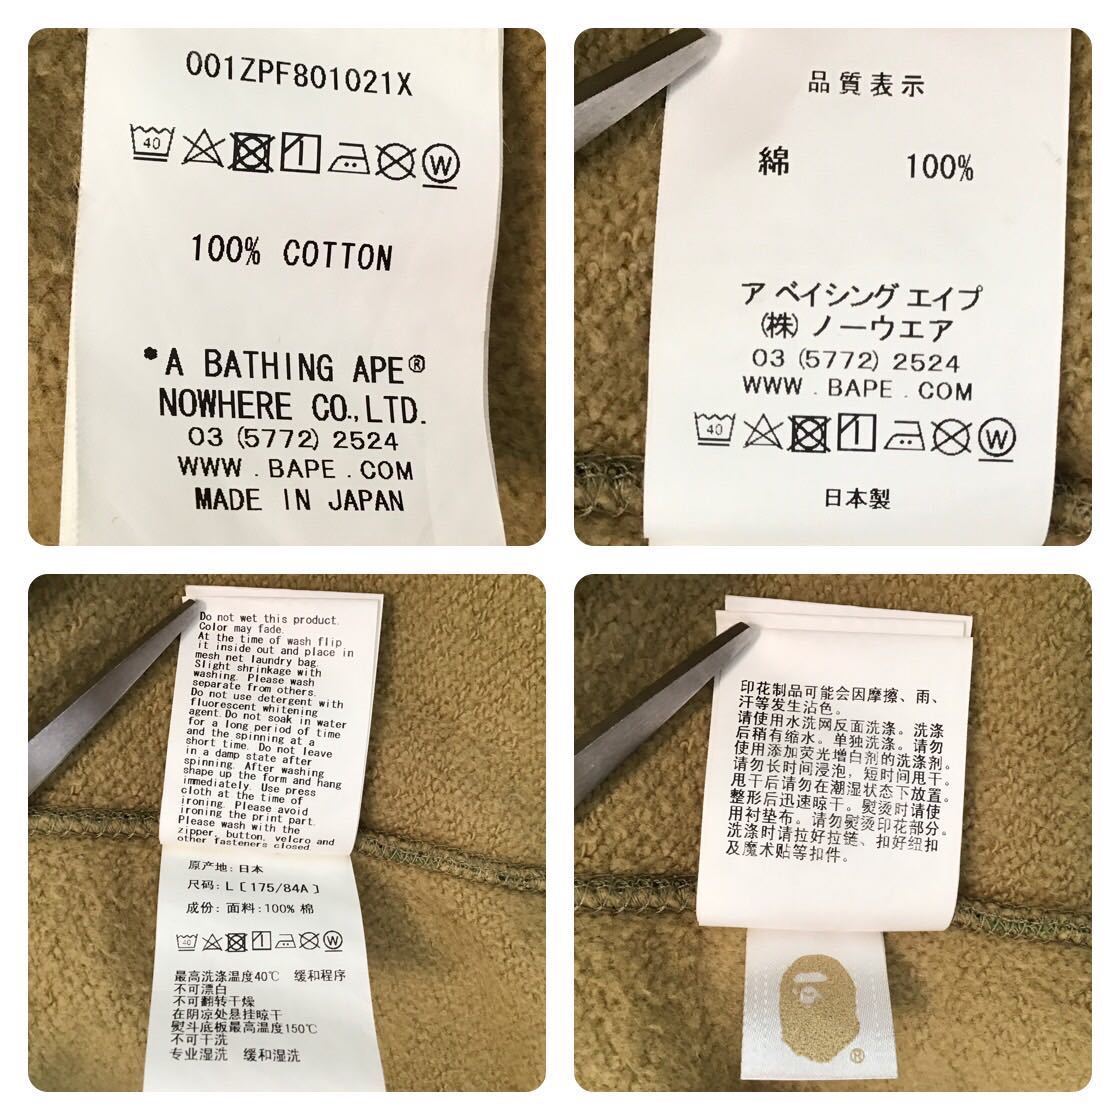 001ZPF801021X
40
W
100% COTTON
*A BATHING APE®
NOWHERE CO.,LTD.
03 (5772) 2524
WWW.BAPE.COM
MADE IN JAPAN
品質表示
綿 100%
ア ベイシング エイプ
(株) ノーウエア
03 (5772) 2524
WWW.BAPE.COM
40
W
日本製
Do not wet this product.
Color may fade.
At the time of wash flip
it inside out and place in
mesh net laundry bag.
Slight shrinkage with
washing. Please wash
separate from others.
Do not use detergent with
fluorescent whitening
agent. Do not soak in water
for a long period of time
and the spinning at a
short time. Do not leave
in a damp state after
spinning. After washing
shape up the form and hang
immediately. Use press
cloth at the time of
ironing. Please avoid
ironing the print part.
Please wash with the
zipper, button, velcro and
other fasteners closed.
原产地: 日本
尺码: L [175/84A]
成份: 面料: 100% 棉
40
W
最高洗涤温度40℃ 缓和程序
不可漂白
不可翻转干燥
在阴凉处悬挂晾干
熨斗底板最高温度150℃
不可干洗
专业湿洗 缓和湿洗
印花制品可能会因摩擦、雨、
汗等发生沾色。
请使用水洗网反面洗涤。洗涤
后稍有缩水。单独洗涤。请勿
使用添加荧光增白剂的洗涤剂。
请勿长时间浸泡，短时间甩干。
甩干后请勿在潮湿状态下放置。
整形后迅速晾干。熨烫时请使
用衬垫布。请勿熨烫印花部分。
洗涤时请拉好拉链、扣好纽扣
及魔术贴等扣件。
®